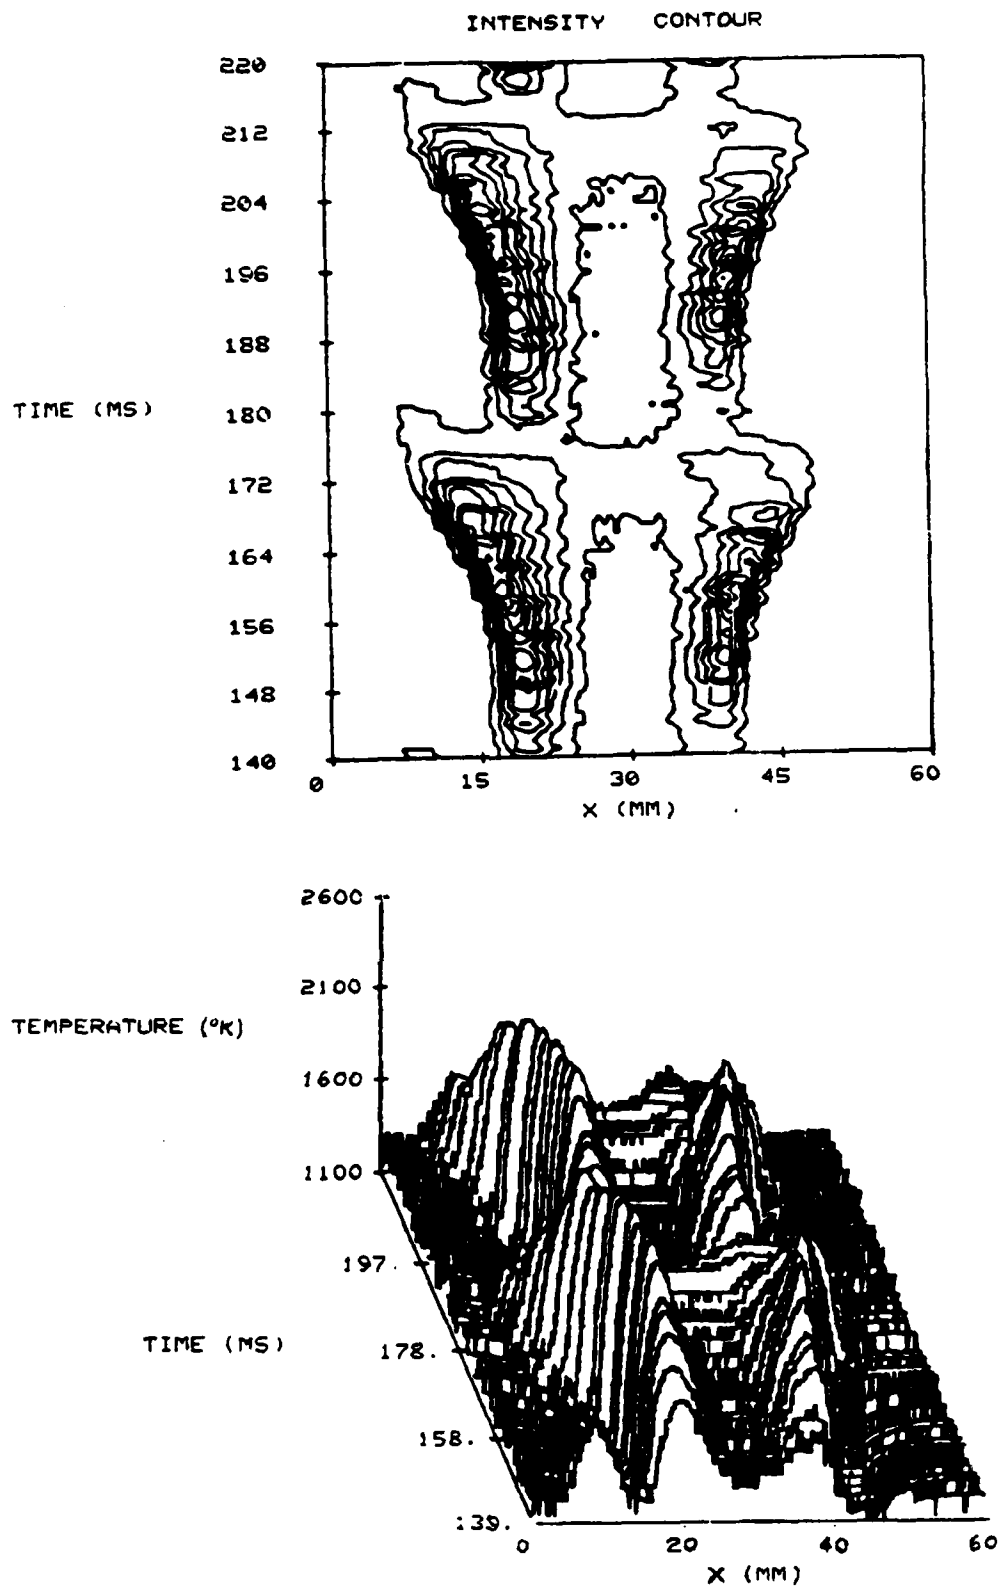 INTENSITY CONTOUR
220
212
204
196
188
TIME (MS) 180
172
164
156
148
140
0 15 30 45 60
X (MM)
2600
2100
TEMPERATURE (°K)
1600
1100
197.
TIME (MS) 178.
158.
139.
0 20 40 60
X (MM)